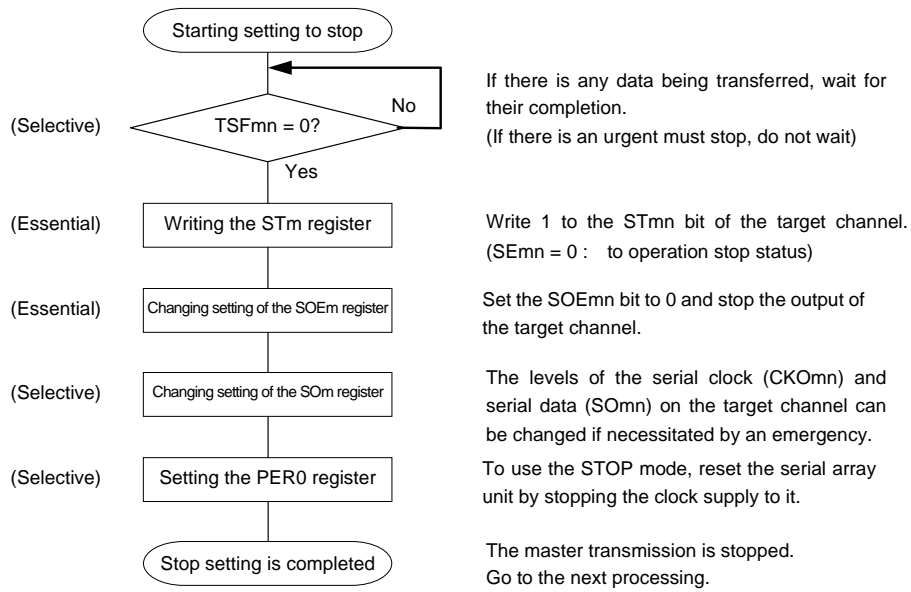 Starting setting to stop
If there is any data being transferred, wait for
their completion.
(If there is an urgent must stop, do not wait)
No
(Selective)
TSFmn = 0?
Yes
(Essential)
Writing the STm register
Write 1 to the STmn bit of the target channel.
(SEmn = 0 : to operation stop status)
(Essential)
Changing setting of the SOEm register
Set the SOEmn bit to 0 and stop the output of
the target channel.
(Selective)
Changing setting of the SOm register
The levels of the serial clock (CKOmn) and
serial data (SOmn) on the target channel can
be changed if necessitated by an emergency.
(Selective)
Setting the PER0 register
To use the STOP mode, reset the serial array
unit by stopping the clock supply to it.
Stop setting is completed
The master transmission is stopped.
Go to the next processing.